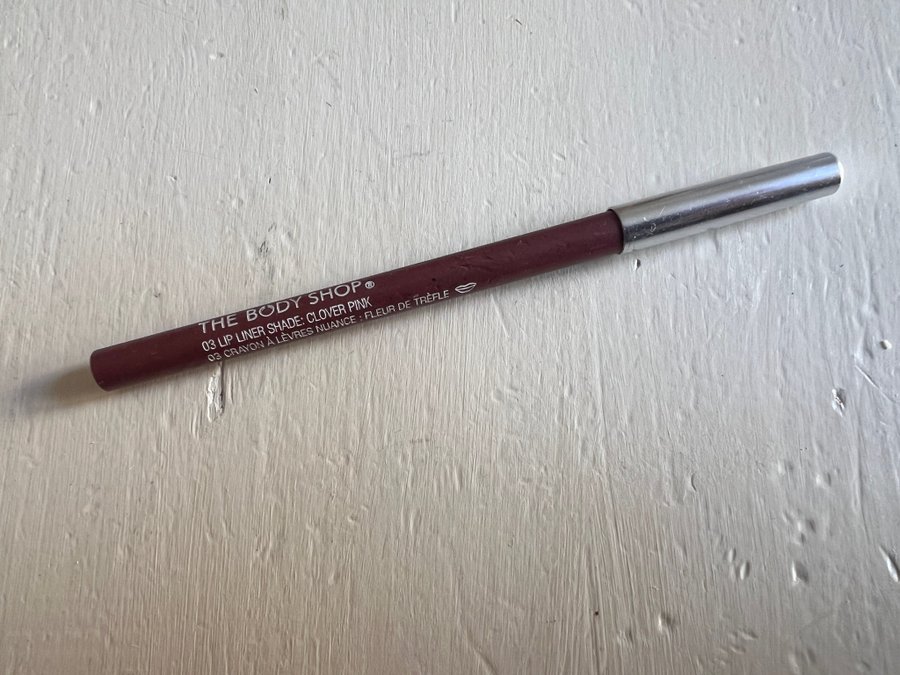 THE BODY SHOP®
03 LIP LINER SHADE: CLOVER PINK
03 CRAYON À LÈVRES NUANCE : FLEUR DE TRÈFLE